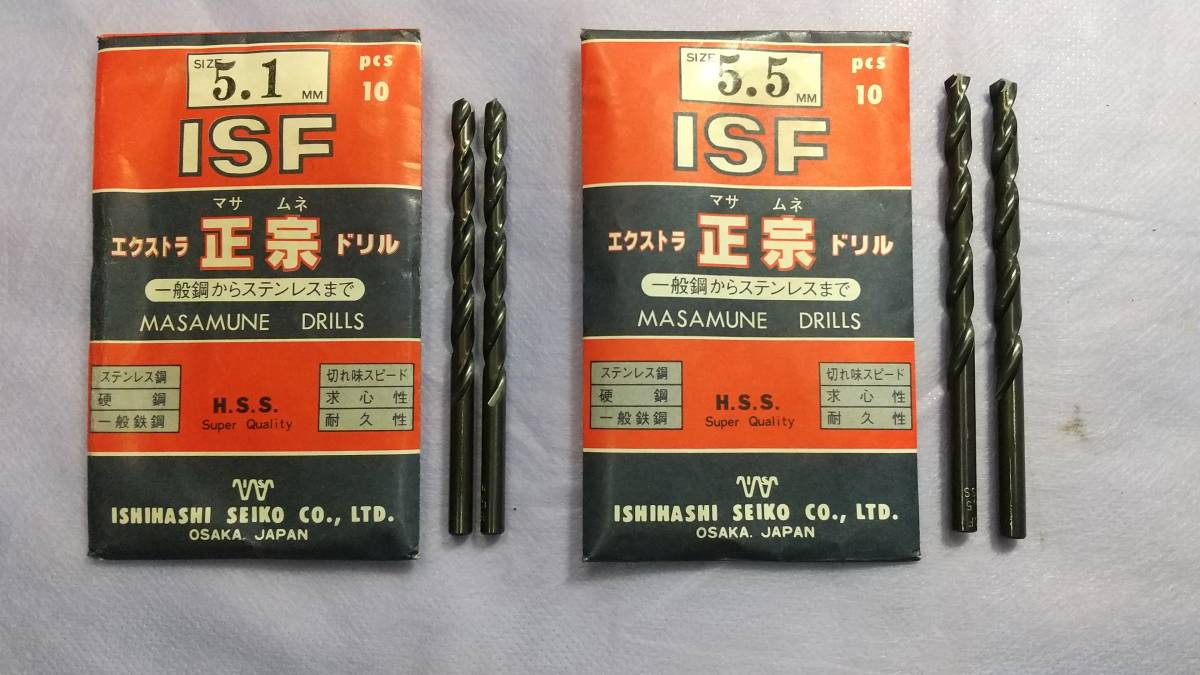 SIZE 5.1 MM
pcs 10
ISF
マサ ムネ
エクストラ 正宗 ドリル
一般鋼からステンレスまで
MASAMUNE DRILLS
ステンレス鋼
硬 鋼
一般鉄鋼
H.S.S.
Super Quality
切れ味スピード
求 心 性
耐 久 性
ISHIHASHI SEIKO CO., LTD.
OSAKA. JAPAN
SIZE 5.5 MM
pcs 10
ISF
マサ ムネ
エクストラ 正宗 ドリル
一般鋼からステンレスまで
MASAMUNE DRILLS
ステンレス鋼
硬 鋼
一般鉄鋼
H.S.S.
Super Quality
切れ味スピード
求 心 性
耐 久 性
ISHIHASHI SEIKO CO., LTD.
OSAKA. JAPAN